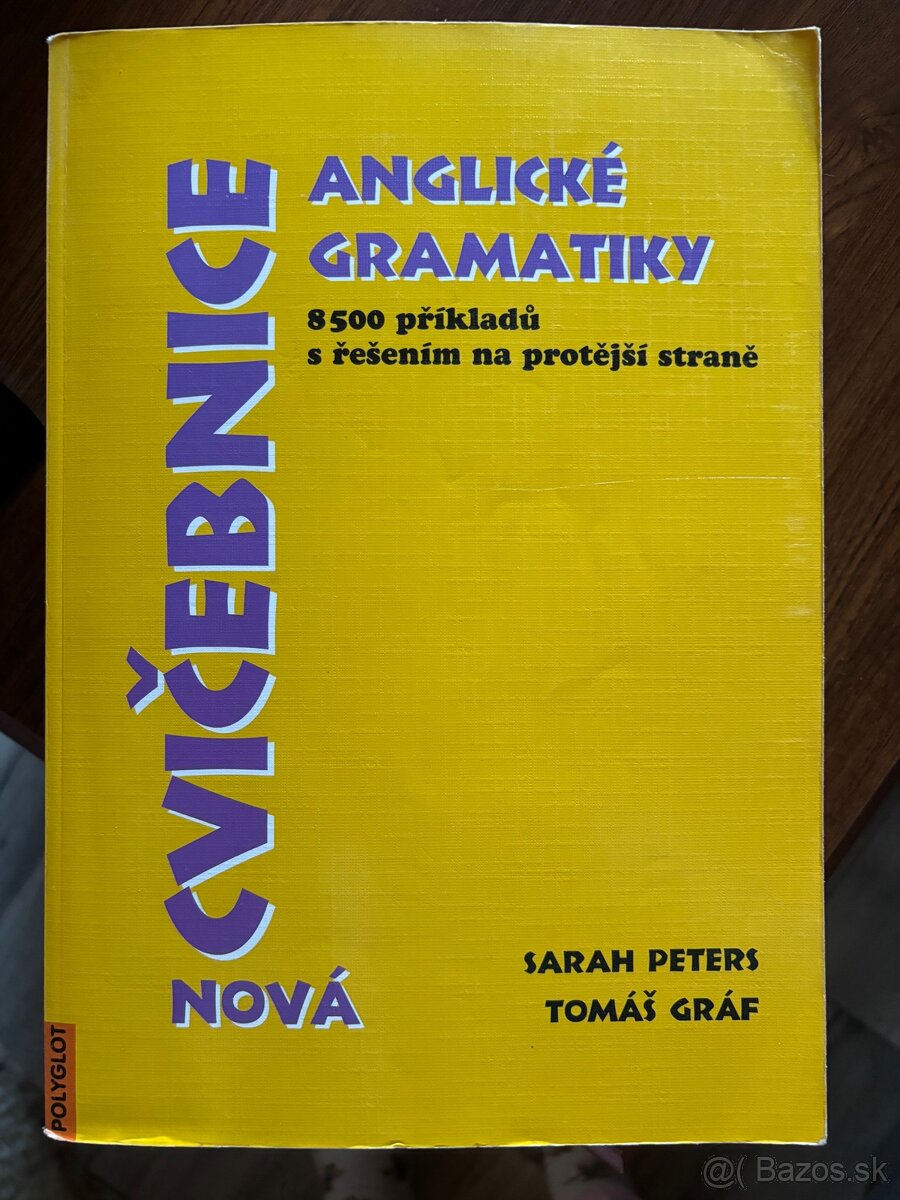 NOVÁ
CVIČEBNICE
ANGLICKÉ
GRAMATIKY
8500 příkladů
s řešením na protější straně
SARAH PETERS
TOMÁŠ GRÁF
POLYGLOT
@( Bazos.sk